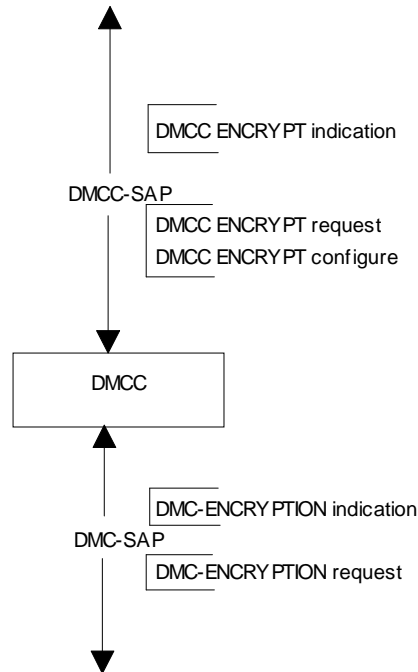 DMCC ENCRYPT indication
DMCC-SAP
DMCC ENCRYPT request
DMCC ENCRYPT configure
DMCC
DMC-ENCRYPTION indication
DMC-SAP
DMC-ENCRYPTION request